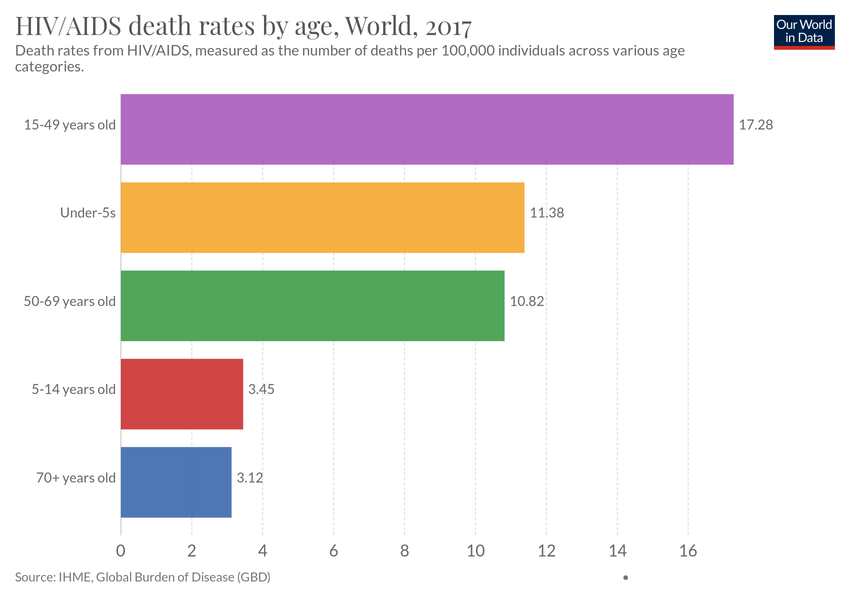 HIV/AIDS death rates by age, World, 2017
Our World
in Data
Death rates from HIV/AIDS, measured as the number of deaths per 100,000 individuals across various age
categories.
15-49 years old 17.28
Under-5s 11.38
50-69 years old 10.82
5-14 years old 3.45
70+ years old 3.12
0 2 4 6 8 10 12 14 16
Source: IHME, Global Burden of Disease (GBD)